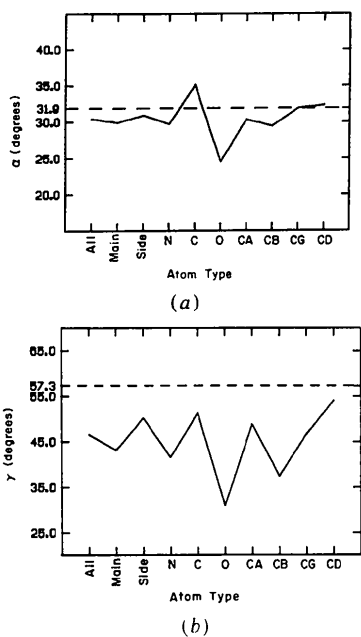 40.0
35.0
31.9
30.0
25.0
20.0
α (degrees)
All Main Side N C O CA CB CG CD
Atom Type
(a)
65.0
57.3
55.0
45.0
35.0
25.0
γ (degrees)
All Main Side N C O CA CB CG CD
Atom Type
(b)